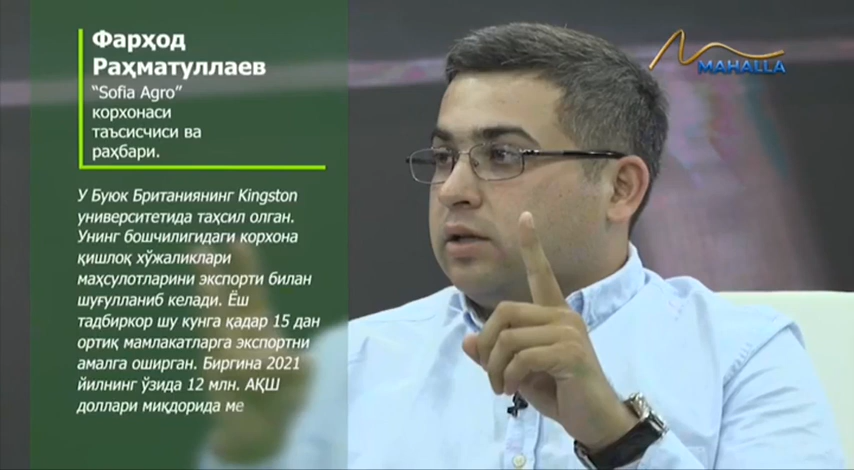 Фарҳод
Раҳматуллаев
“Sofia Agro”
корхонаси
таъсисчиси ва
раҳбари.
У Буюк Британиянинг Kingston
университетида таҳсил олган.
Унинг бошчилигидаги корхона
қишлоқ хўжаликлари
маҳсулотларини экспорти билан
шуғулланиб келади. Ёш
тадбиркор шу кунга қадар 15 дан
ортиқ мамлакатларга экспортни
амалга оширган. Биргина 2021
йилнинг ўзида 12 млн. АҚШ
доллари миқдорида ме
MAHALLA